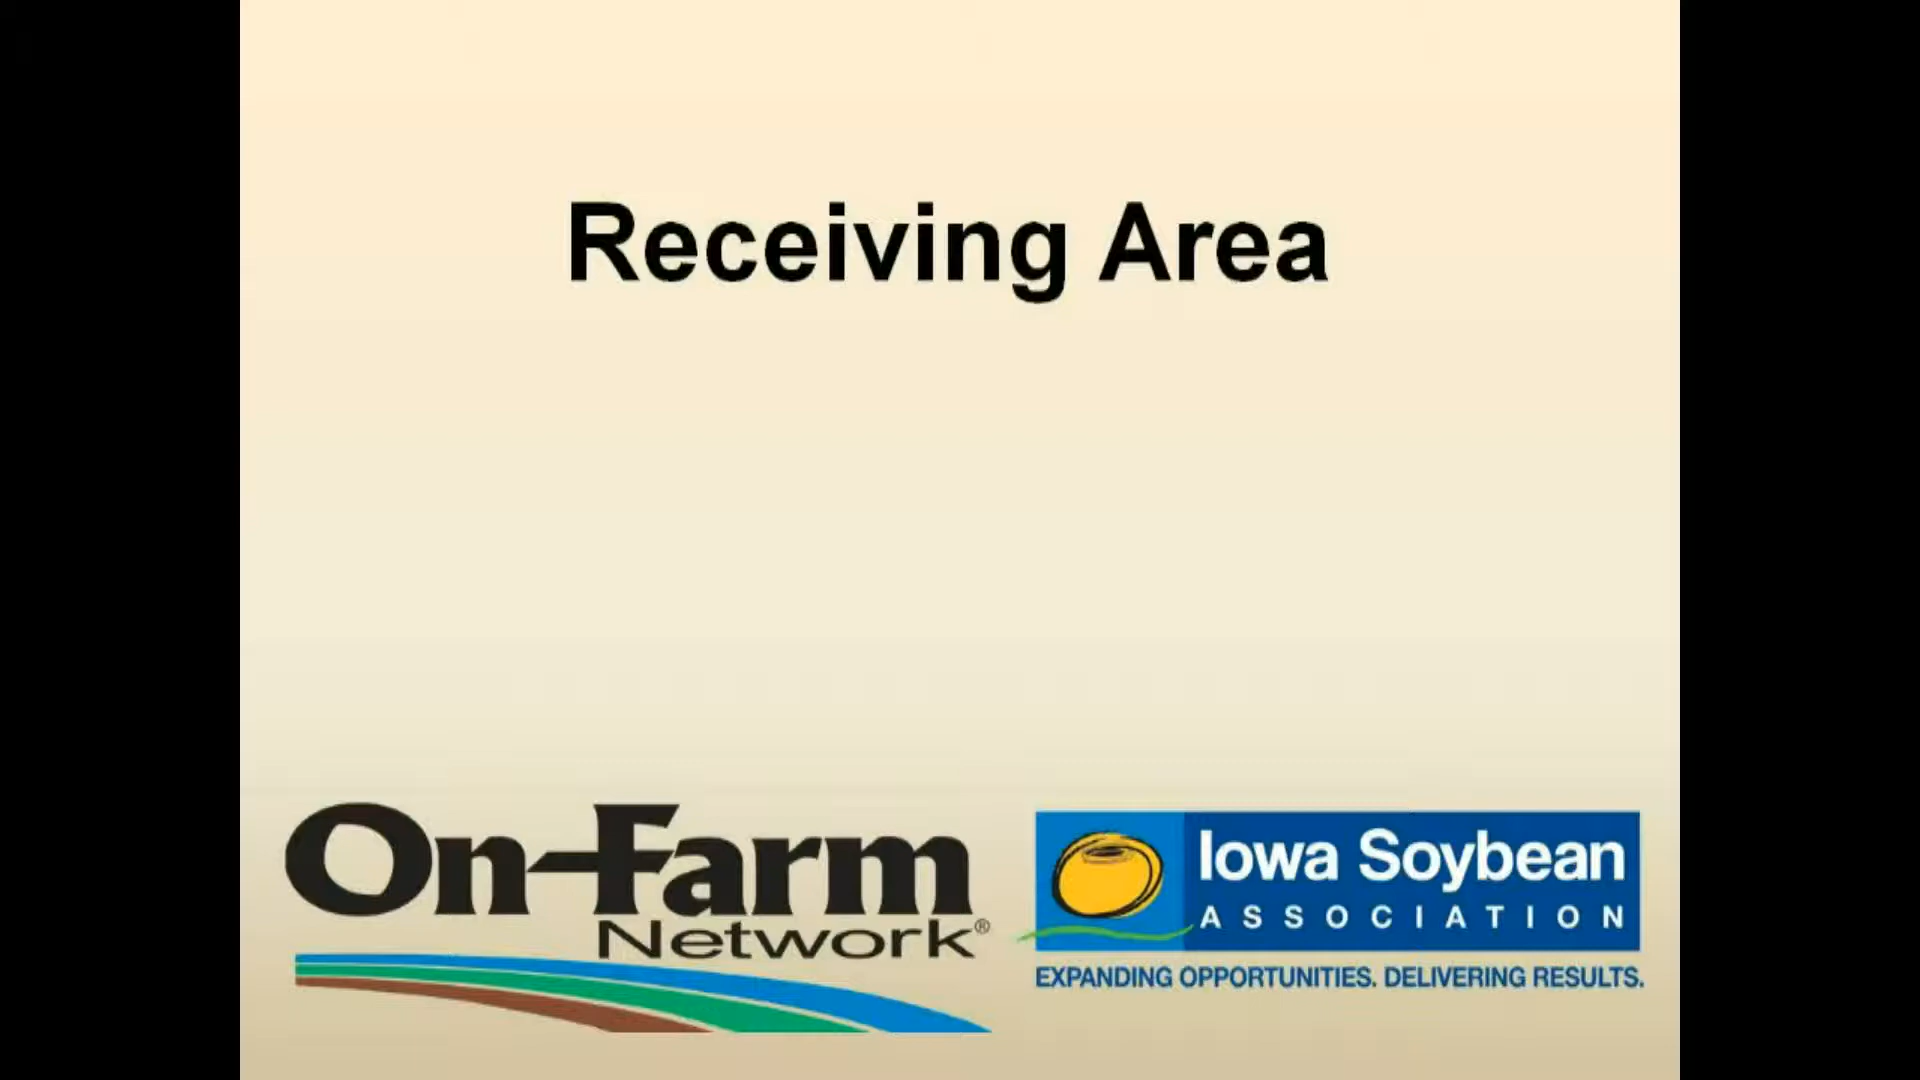 Receiving Area
On-Farm
Network®
Iowa Soybean
ASSOCIATION
EXPANDING OPPORTUNITIES. DELIVERING RESULTS.